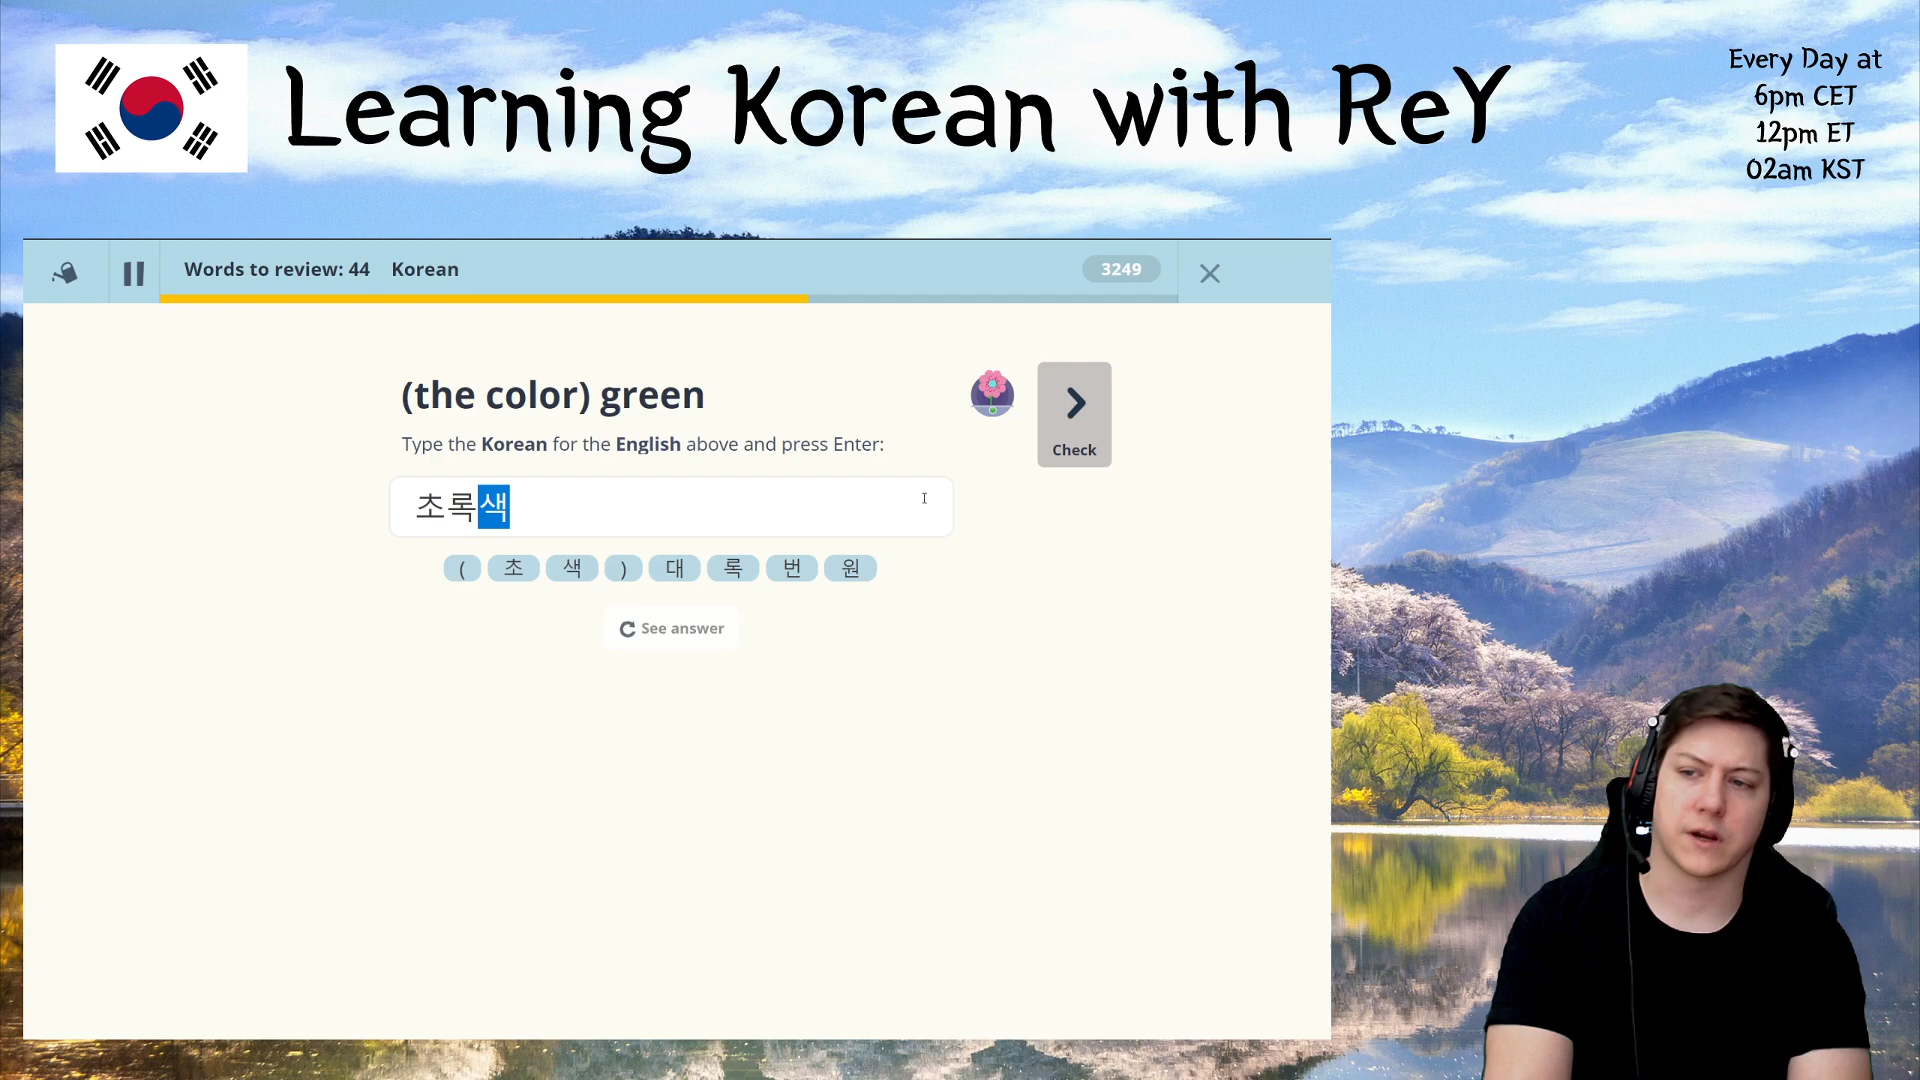 Learning Korean with ReY
Every Day at
6pm CET
12pm ET
02am KST
Words to review: 44 Korean
3249
(the color) green
Type the Korean for the English above and press Enter:
Check
초록색
( 초 색 ) 대 록 번 원
See answer